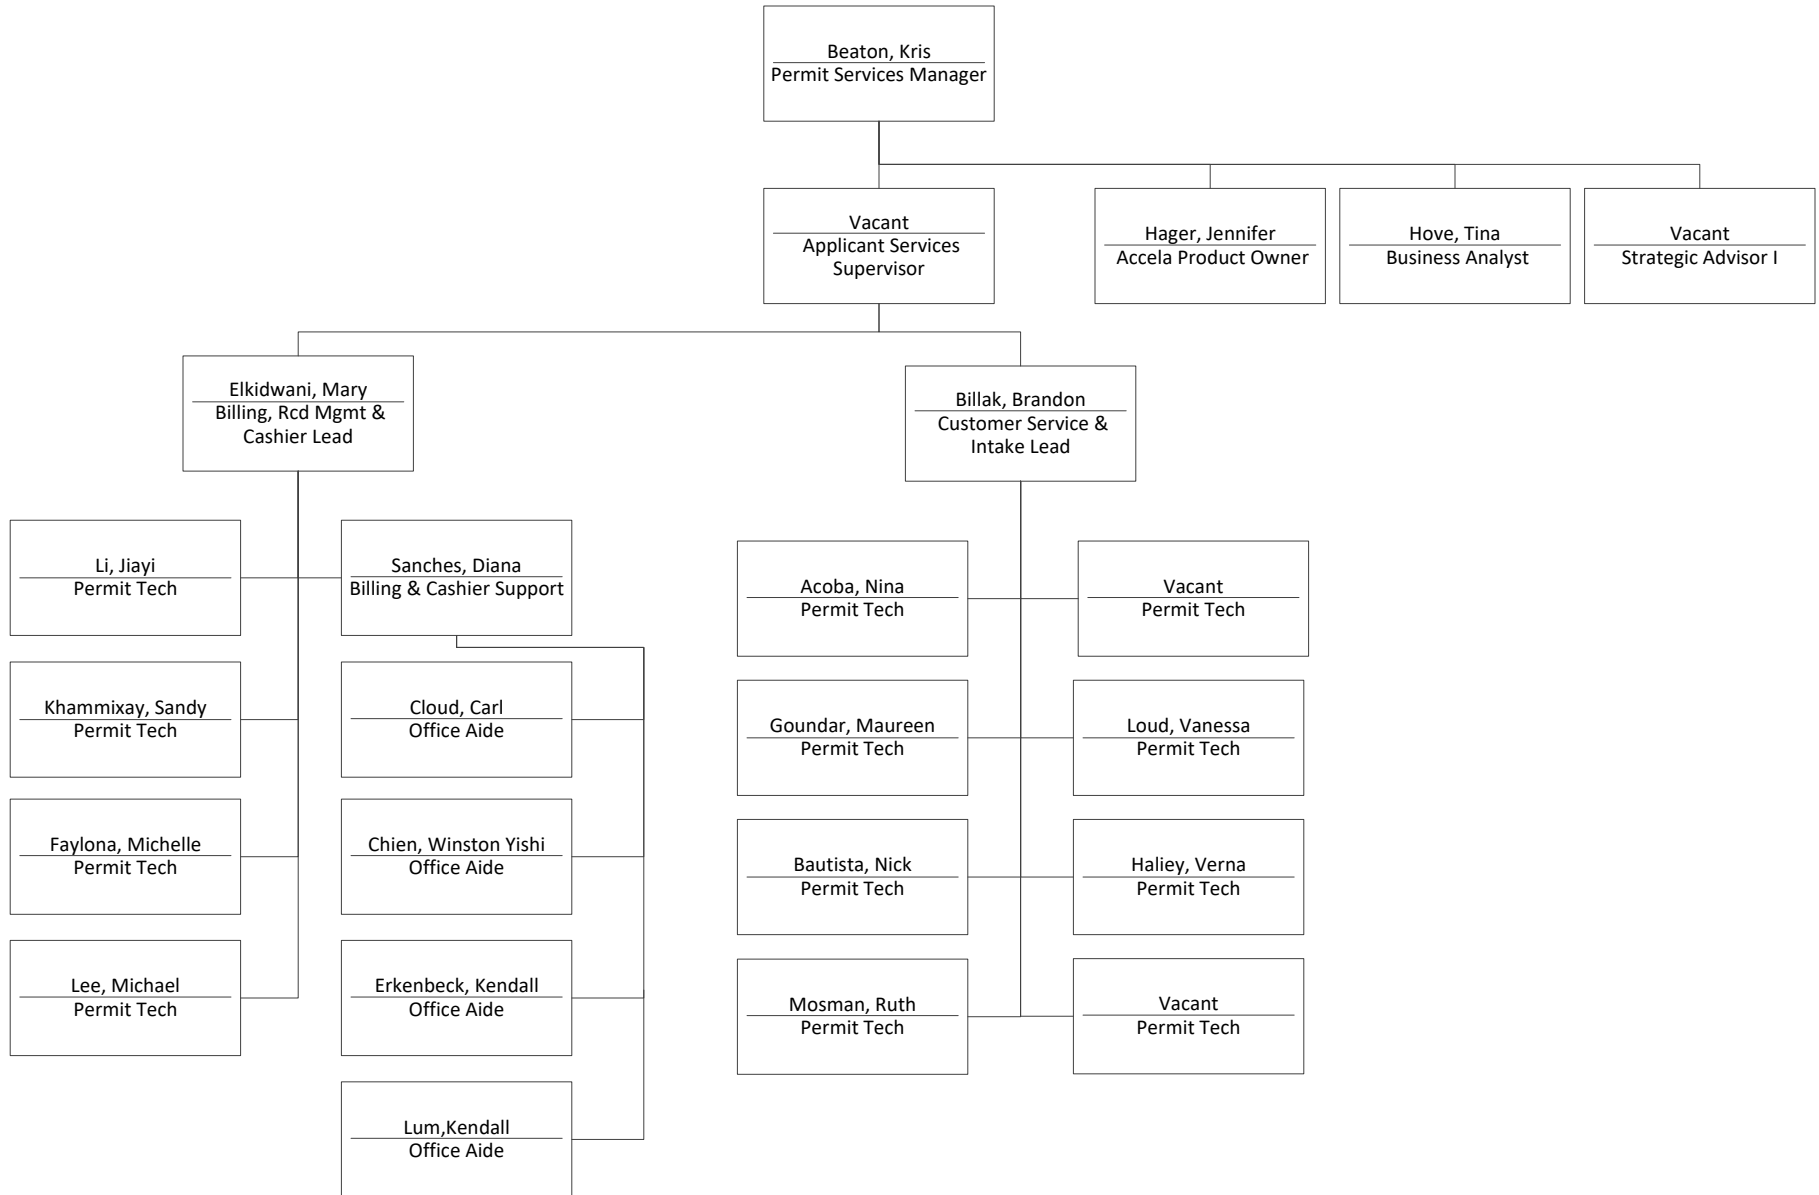 Beaton, Kris
Permit Services Manager
Vacant
Applicant Services
Supervisor
Hager, Jennifer
Accela Product Owner
Hove, Tina
Business Analyst
Vacant
Strategic Advisor I
Elkidwani, Mary
Billing, Rcd Mgmt &
Cashier Lead
Billak, Brandon
Customer Service &
Intake Lead
Li, Jiayi
Permit Tech
Sanches, Diana
Billing & Cashier Support
Khammixay, Sandy
Permit Tech
Cloud, Carl
Office Aide
Faylona, Michelle
Permit Tech
Chien, Winston Yishi
Office Aide
Lee, Michael
Permit Tech
Erkenbeck, Kendall
Office Aide
Lum,Kendall
Office Aide
Acoba, Nina
Permit Tech
Vacant
Permit Tech
Goundar, Maureen
Permit Tech
Loud, Vanessa
Permit Tech
Bautista, Nick
Permit Tech
Haliey, Verna
Permit Tech
Mosman, Ruth
Permit Tech
Vacant
Permit Tech